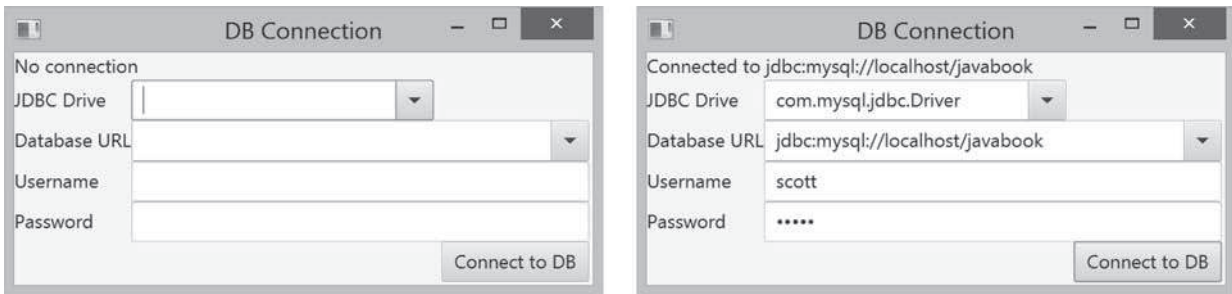 DB Connection
No connection
JDBC Drive
Database URL
Username
Password
Connect to DB
DB Connection
Connected to jdbc:mysql://localhost/javabook
JDBC Drive com.mysql.jdbc.Driver
Database URL jdbc:mysql://localhost/javabook
Username scott
Password •••••
Connect to DB